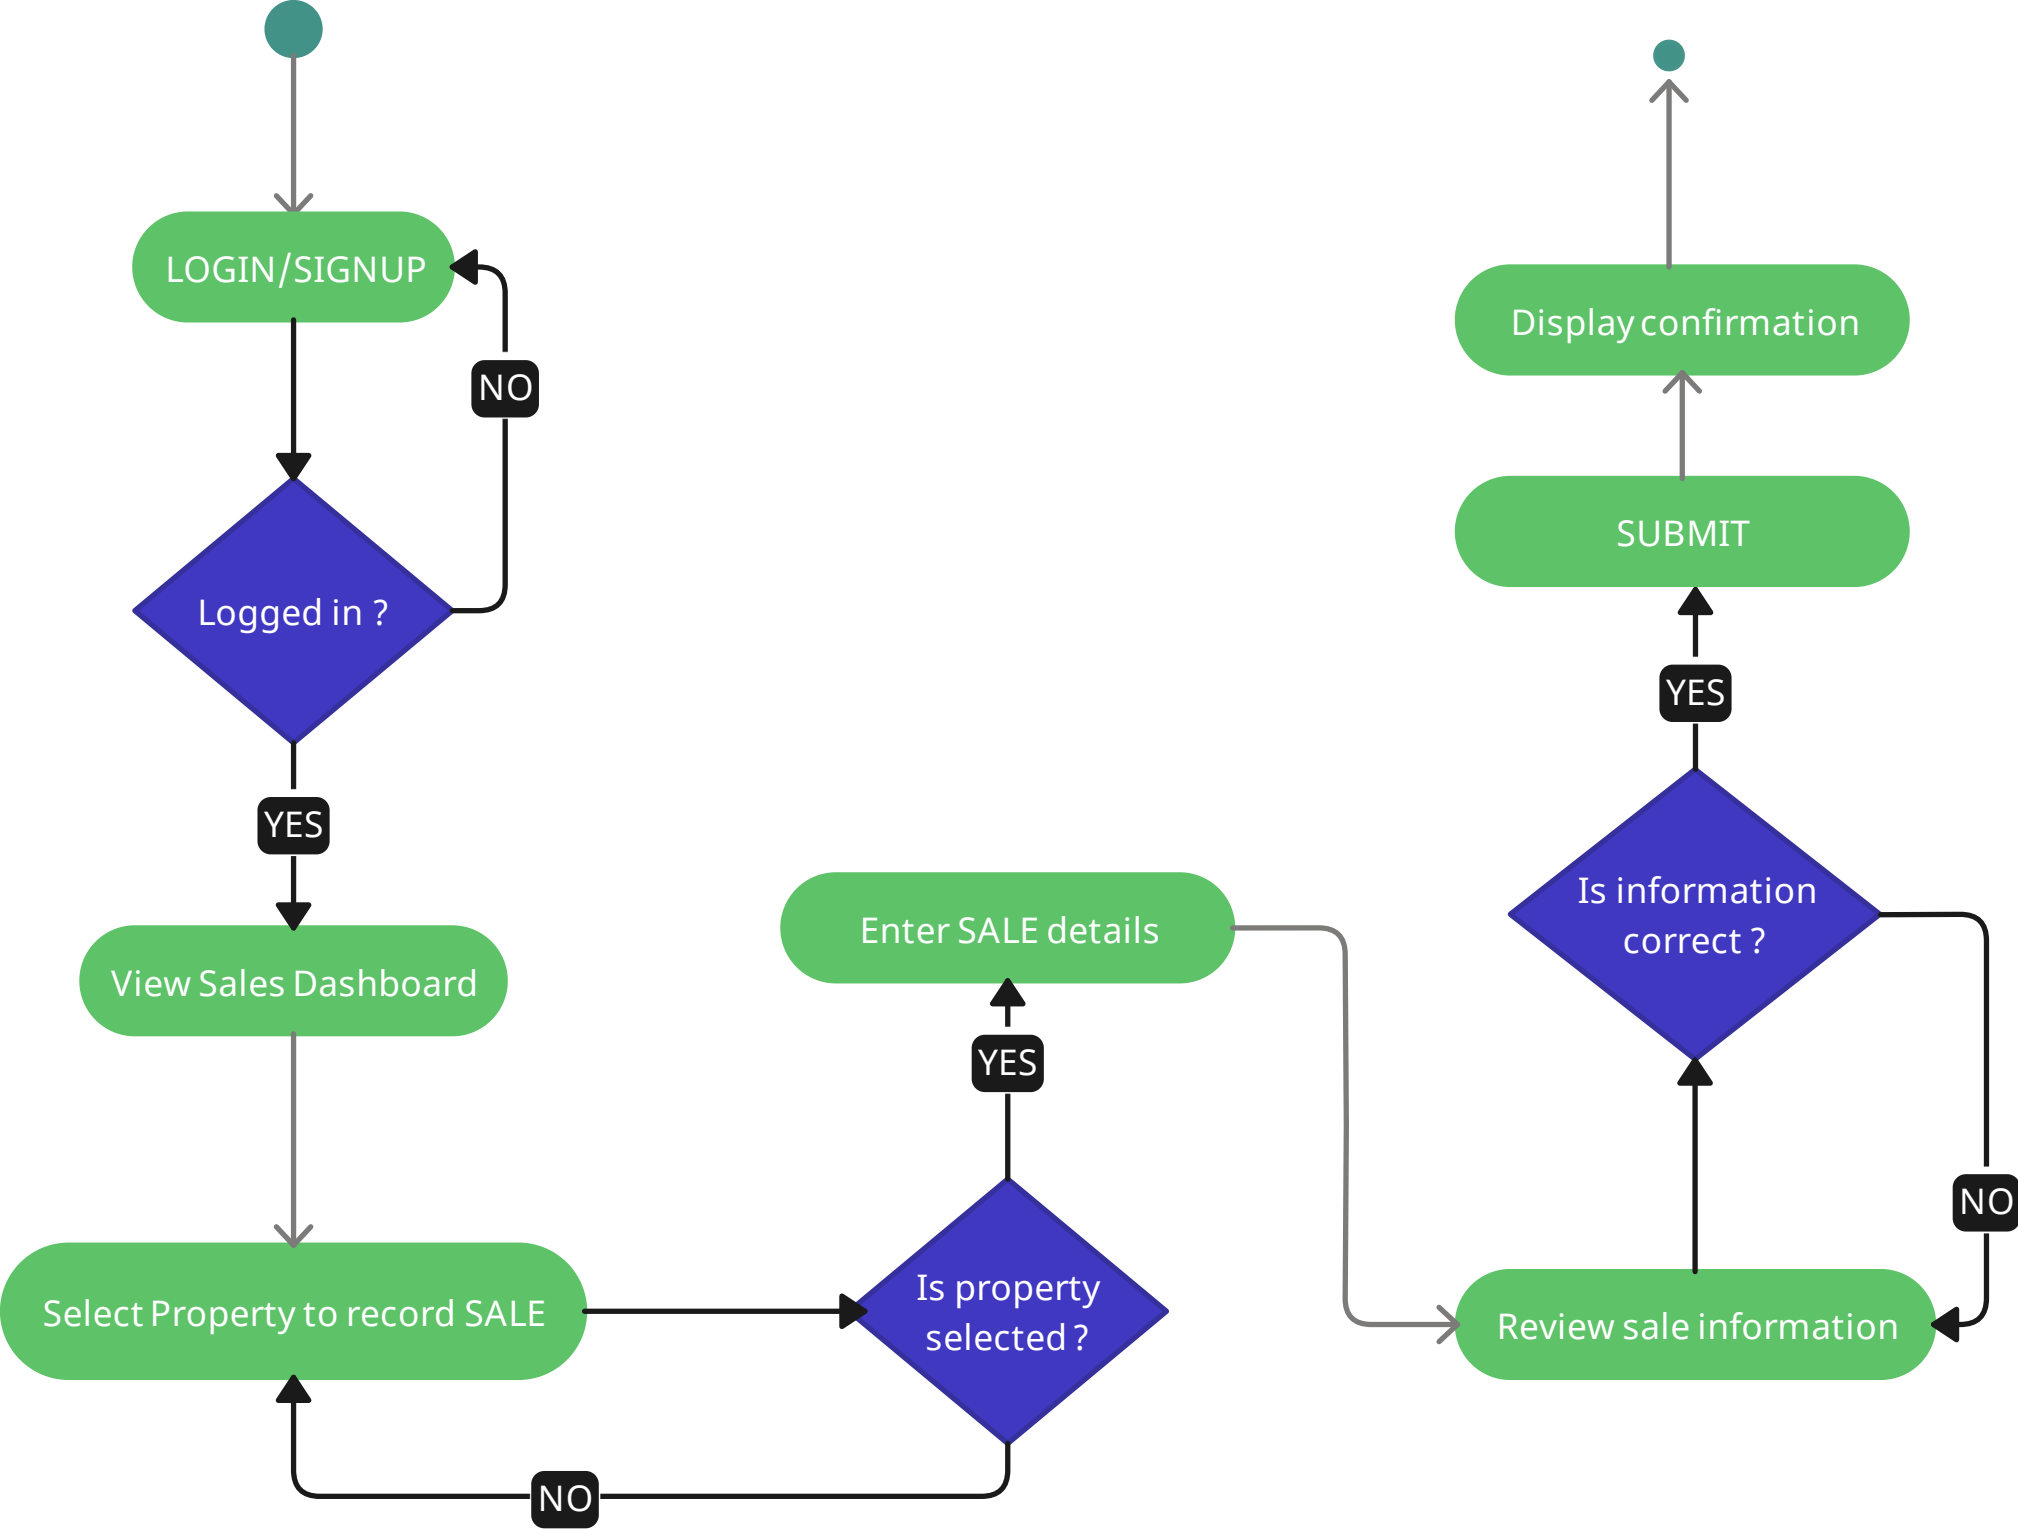 LOGIN/SIGNUP
NO
Logged in ?
YES
View Sales Dashboard
Select Property to record SALE
NO
Is property
selected ?
YES
Enter SALE details
Review sale information
NO
Is information
correct ?
YES
SUBMIT
Display confirmation